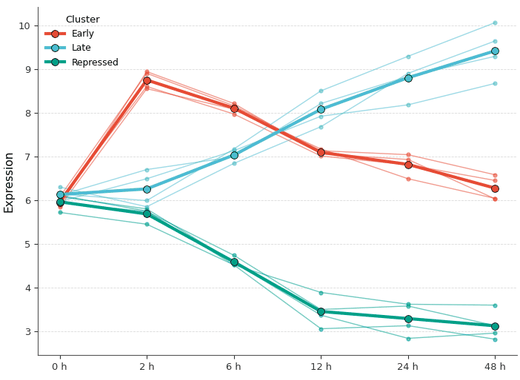 Cluster
Early
Late
Repressed
Expression
10
9
8
7
6
5
4
3
0 h
2 h
6 h
12 h
24 h
48 h